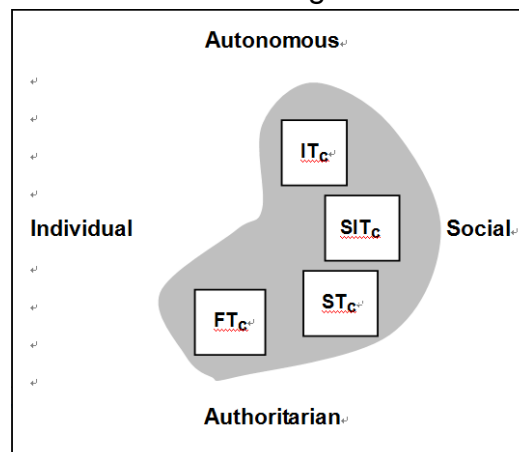 Autonomous
ITC
Individual
SITC
Social
STC
FTC
Authoritarian